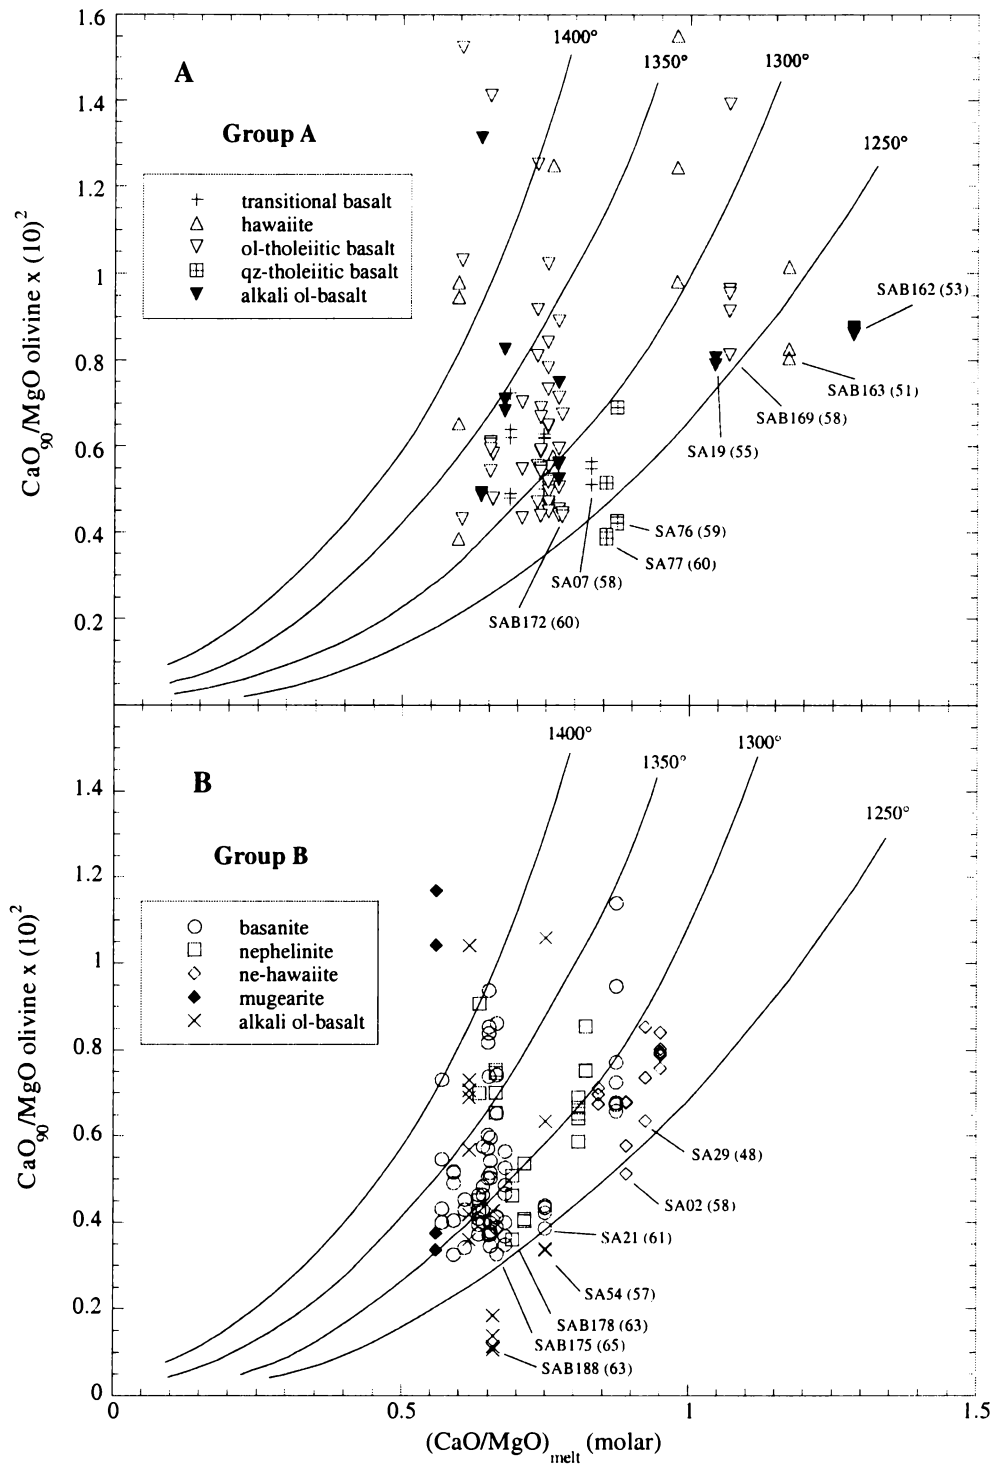 1.6
1.4
1.2
1
0.8
0.6
0.4
0.2
CaO90/MgO olivine x (10)2
A
Group A
transitional basalt
hawaiite
ol-tholeiitic basalt
qz-tholeiitic basalt
alkali ol-basalt
1400°
1350°
1300°
1250°
SAB162 (53)
SAB163 (51)
SAB169 (58)
SA19 (55)
SA76 (59)
SA77 (60)
SA07 (58)
SAB172 (60)
1.4
1.2
1
0.8
0.6
0.4
0.2
0
CaO90/MgO olivine x (10)2
B
Group B
basanite
nephelinite
ne-hawaiite
mugearite
alkali ol-basalt
1400°
1350°
1300°
1250°
SA29 (48)
SA02 (58)
SA21 (61)
SA54 (57)
SAB178 (63)
SAB175 (65)
SAB188 (63)
0 0.5 1 1.5
(CaO/MgO)melt (molar)